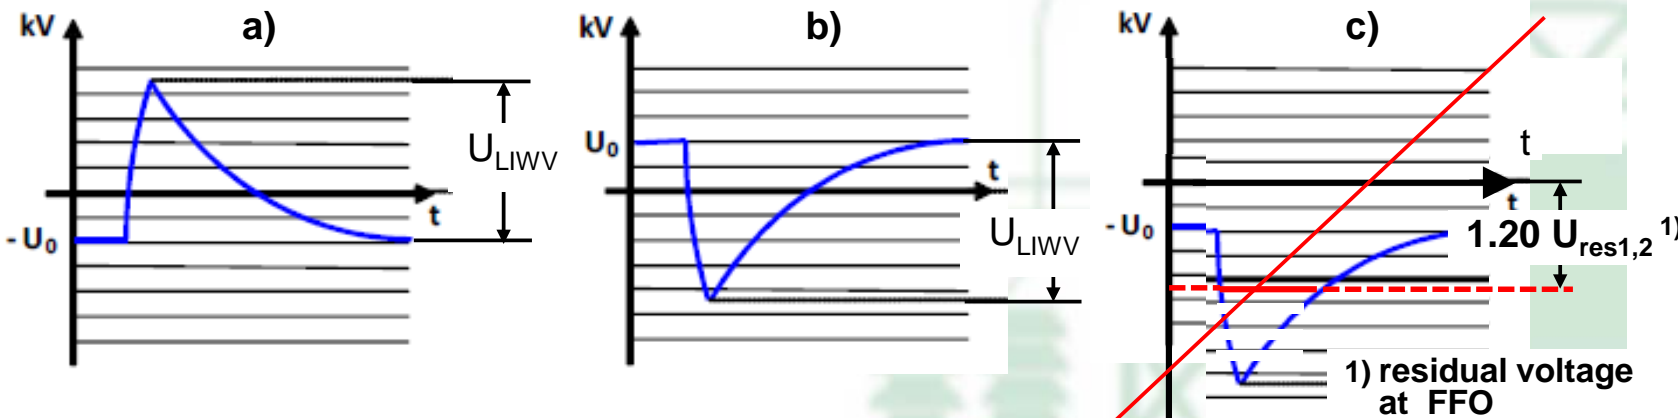 kV
a)
U_LIWV
t
- U₀
kV
b)
U₀
t
U_LIWV
kV
c)
t
t
- U₀
1.20 U_res1,2 ¹⁾
1) residual voltage
at FFO